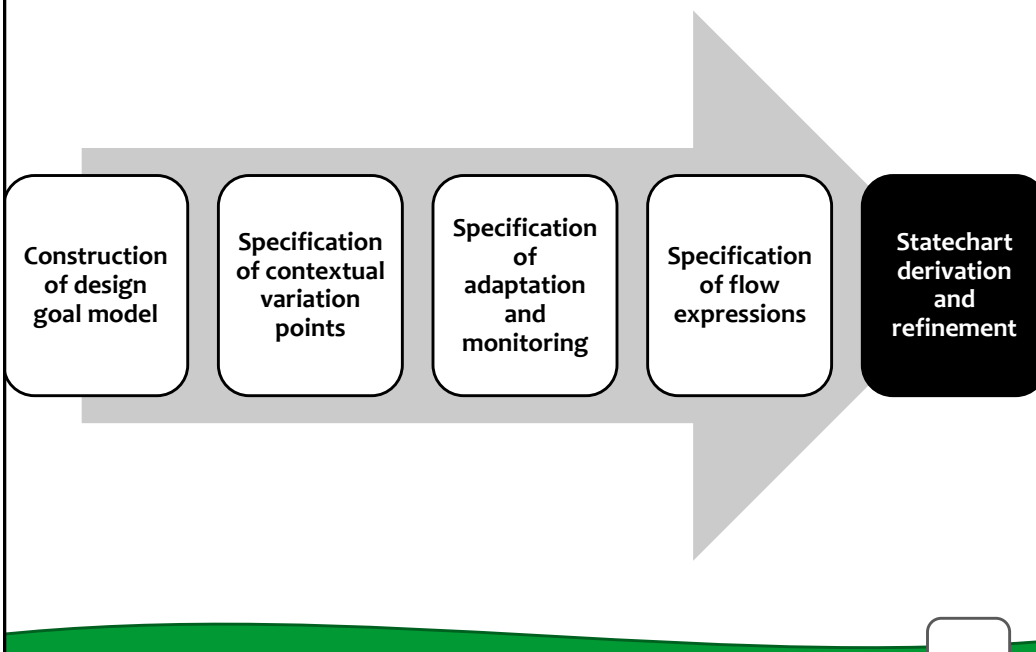 Construction
of design
goal model
Specification
of contextual
variation
points
Specification
of
adaptation
and
monitoring
Specification
of flow
expressions
Statechart
derivation
and
refinement